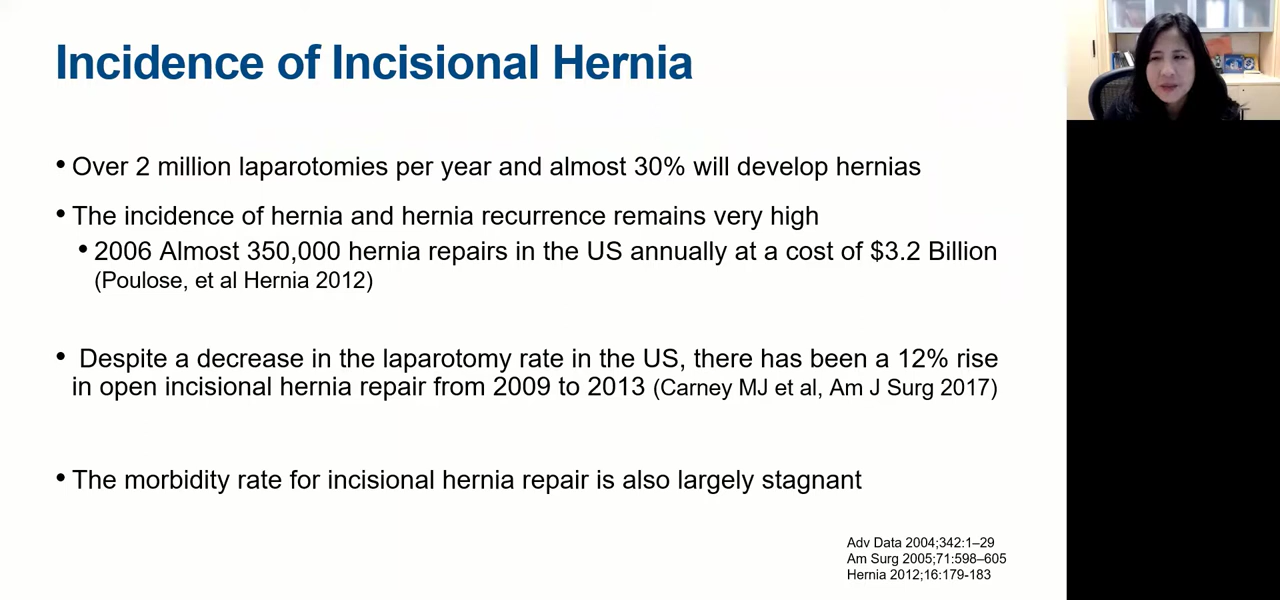 Incidence of Incisional Hernia
• Over 2 million laparotomies per year and almost 30% will develop hernias
• The incidence of hernia and hernia recurrence remains very high
• 2006 Almost 350,000 hernia repairs in the US annually at a cost of $3.2 Billion
(Poulose, et al Hernia 2012)
• Despite a decrease in the laparotomy rate in the US, there has been a 12% rise
in open incisional hernia repair from 2009 to 2013 (Carney MJ et al, Am J Surg 2017)
• The morbidity rate for incisional hernia repair is also largely stagnant
Adv Data 2004;342:1–29
Am Surg 2005;71:598–605
Hernia 2012;16:179-183